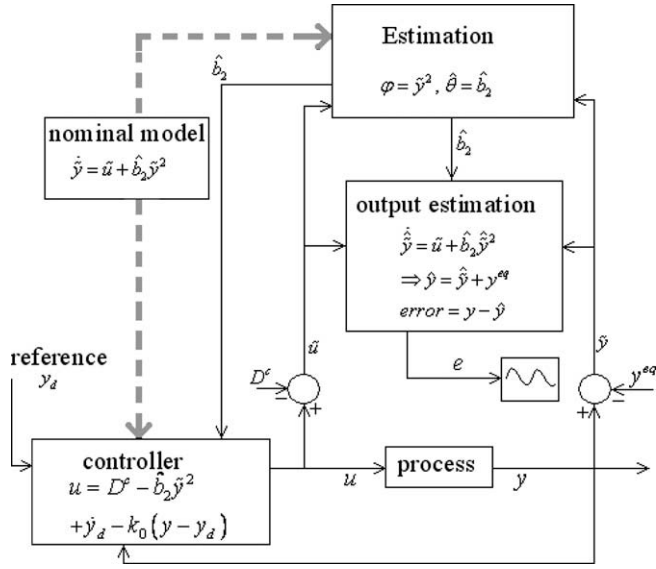 Estimation
φ = ỹ², θ̂ = b̂₂
b̂₂
nominal model
ỹ̇ = ũ + b̂₂ỹ²
b̂₂
output estimation
ỹ̂̇ = ũ + b̂₂ỹ̂²
⇒ ŷ = ỹ̂ + y^eq
error = y − ŷ
ũ
ỹ
e
reference
y_d
D^e
−
+
y^eq
+
−
controller
u = D^e − b̂₂ỹ²
+ẏ_d − k₀(y − y_d)
u
process
y